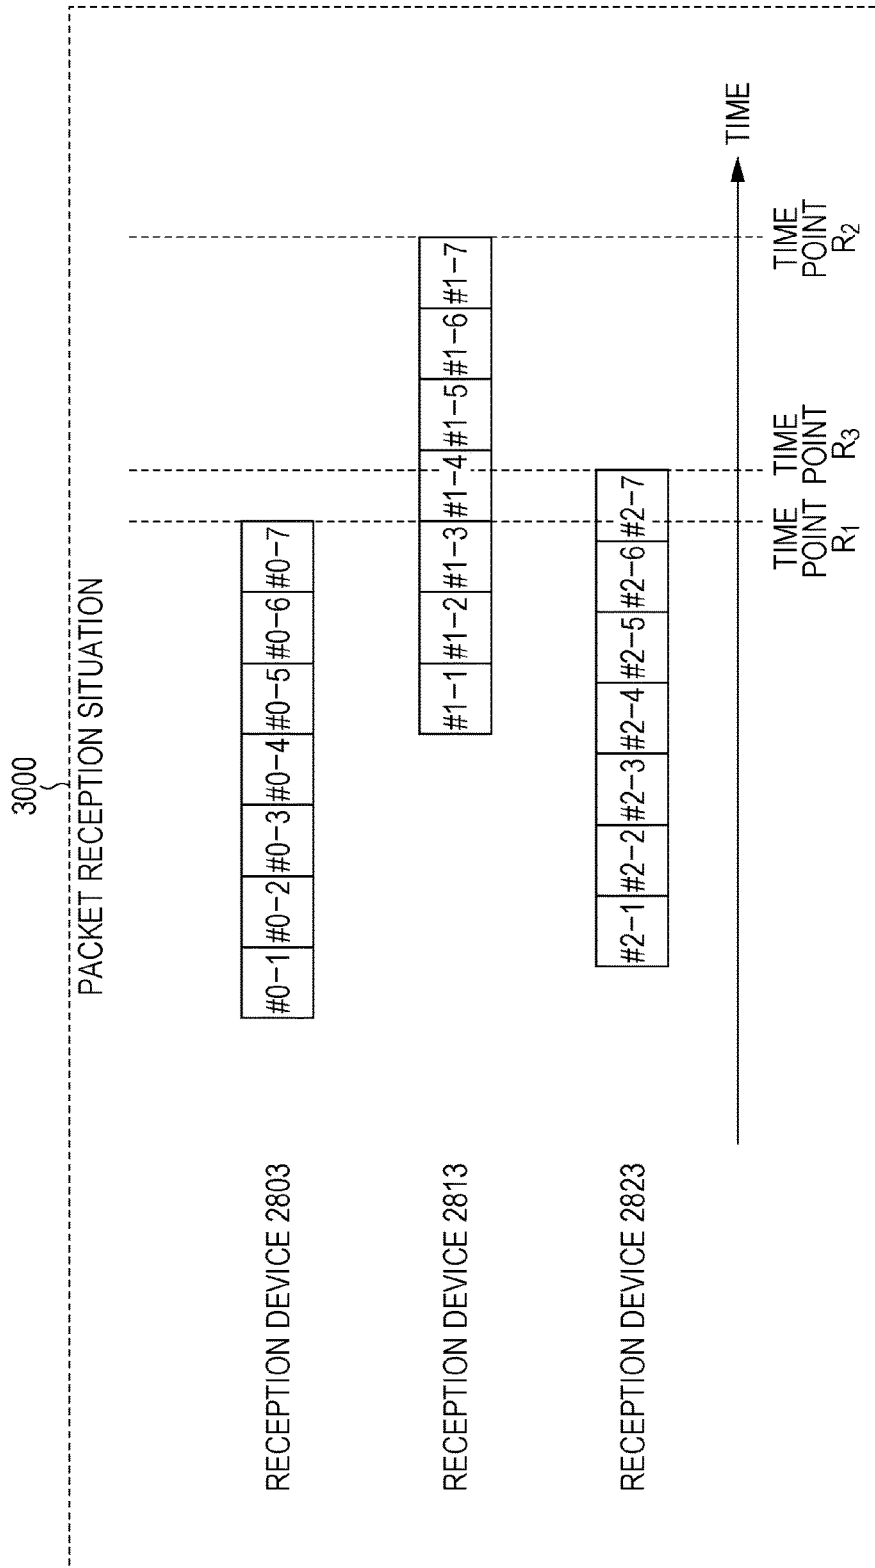 3000
PACKET RECEPTION SITUATION
RECEPTION DEVICE 2803
#0-1 #0-2 #0-3 #0-4 #0-5 #0-6 #0-7
RECEPTION DEVICE 2813
#1-1 #1-2 #1-3 #1-4 #1-5 #1-6 #1-7
RECEPTION DEVICE 2823
#2-1 #2-2 #2-3 #2-4 #2-5 #2-6 #2-7
TIME
TIME
POINT
R1
TIME
POINT
R3
TIME
POINT
R2